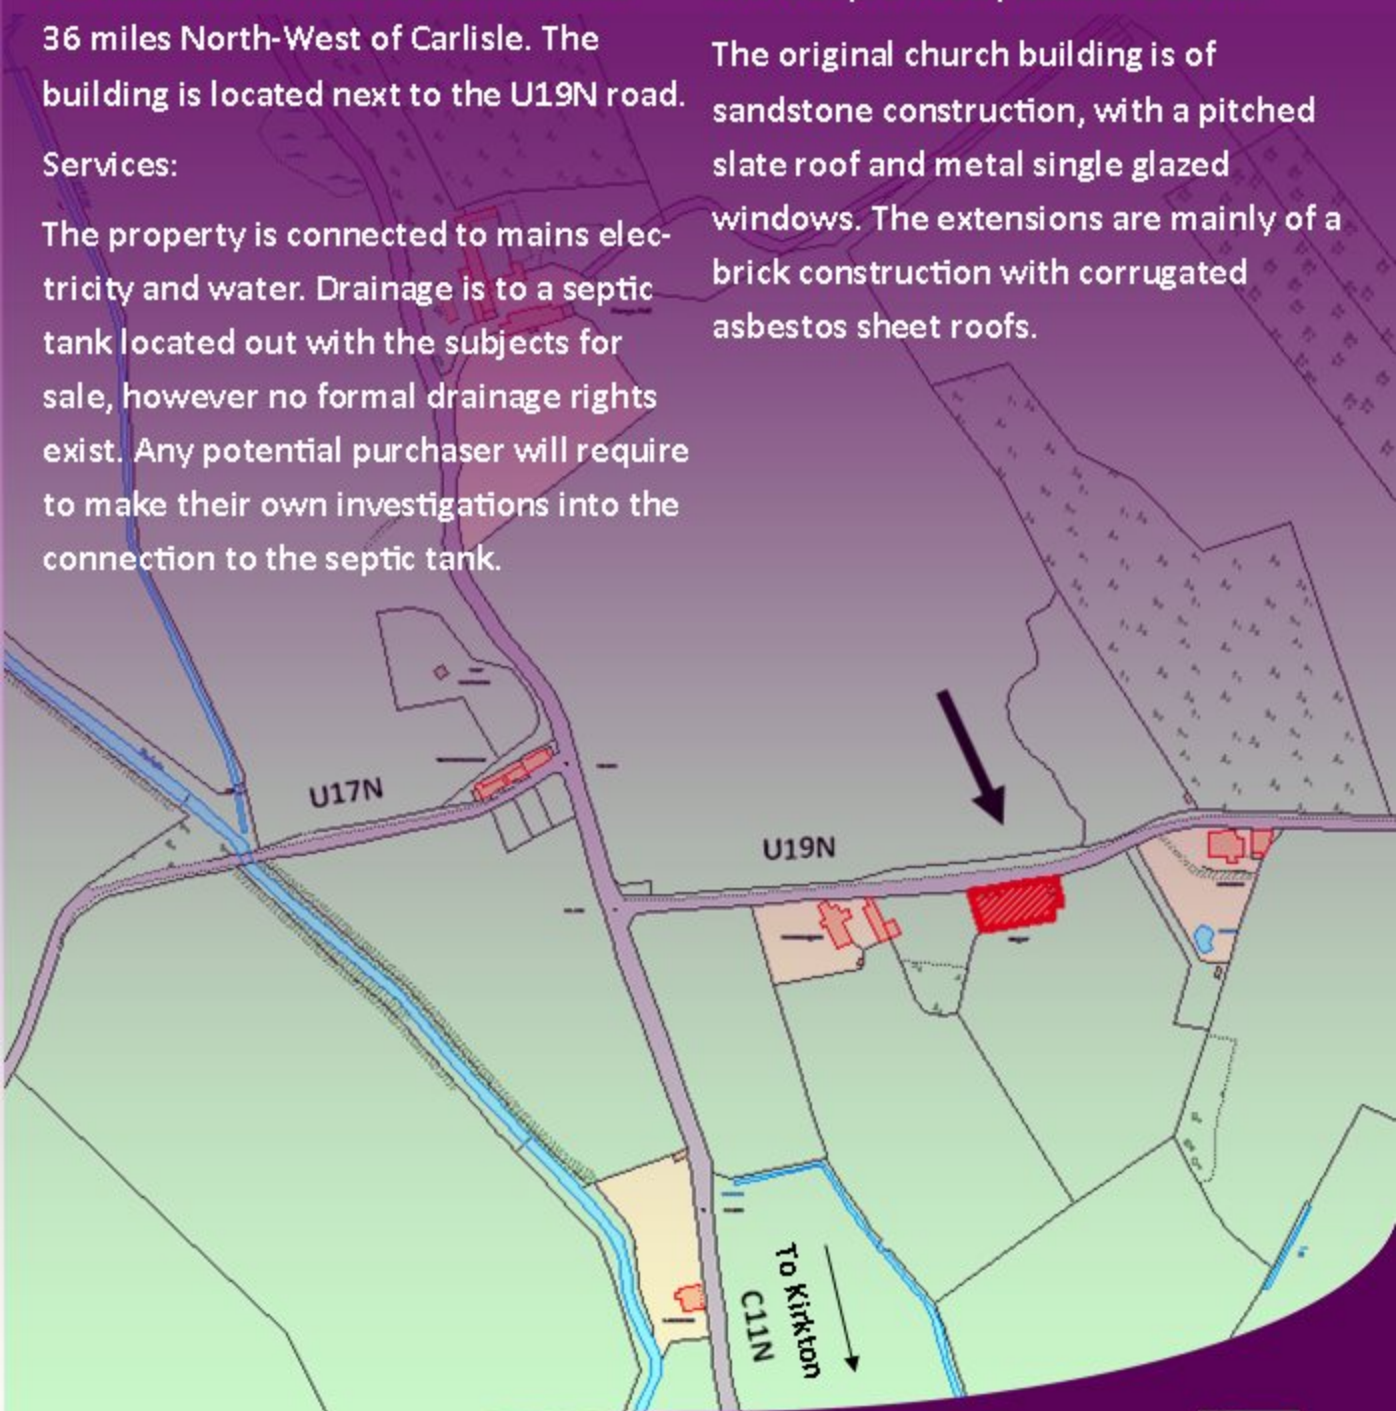 36 miles North-West of Carlisle. The
building is located next to the U19N road.
Services:
The property is connected to mains elec-
tricity and water. Drainage is to a septic
tank located out with the subjects for
sale, however no formal drainage rights
exist. Any potential purchaser will require
to make their own investigations into the
connection to the septic tank.
The original church building is of
sandstone construction, with a pitched
slate roof and metal single glazed
windows. The extensions are mainly of a
brick construction with corrugated
asbestos sheet roofs.
U17N
U19N
C11N
To Kirkton